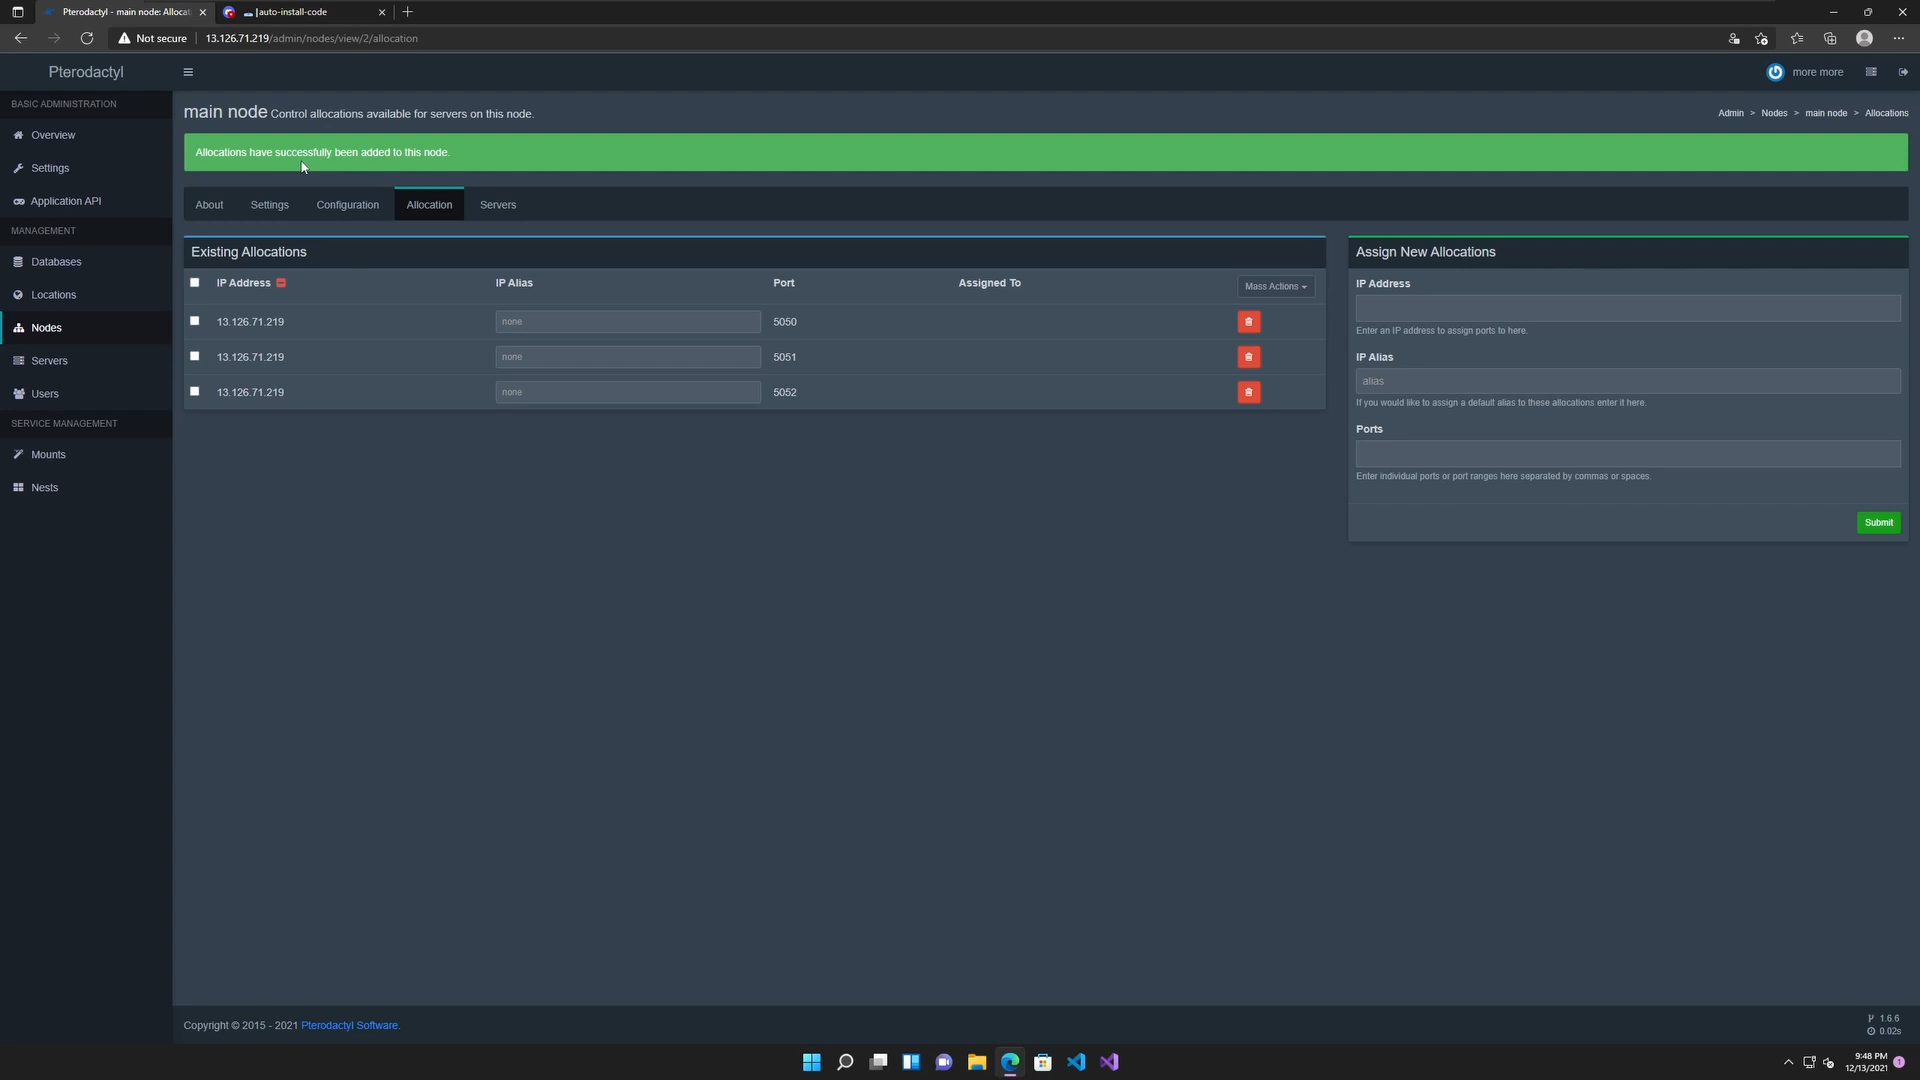 Pterodactyl - main node: Allocat
auto-install-code
Not secure
13.126.71.219/admin/nodes/view/2/allocation
Pterodactyl
more more
BASIC ADMINISTRATION
Overview
Settings
Application API
MANAGEMENT
Databases
Locations
Nodes
Servers
Users
SERVICE MANAGEMENT
Mounts
Nests
main node Control allocations available for servers on this node.
Admin > Nodes > main node > Allocations
Allocations have successfully been added to this node.
About Settings Configuration Allocation Servers
Existing Allocations
IP Address IP Alias Port Assigned To Mass Actions
13.126.71.219 none 5050
13.126.71.219 none 5051
13.126.71.219 none 5052
Assign New Allocations
IP Address
Enter an IP address to assign ports to here.
IP Alias
alias
If you would like to assign a default alias to these allocations enter it here.
Ports
Enter individual ports or port ranges here separated by commas or spaces.
Submit
Copyright © 2015 - 2021 Pterodactyl Software.
1.6.6
0.02s
9:48 PM
12/13/2021
1